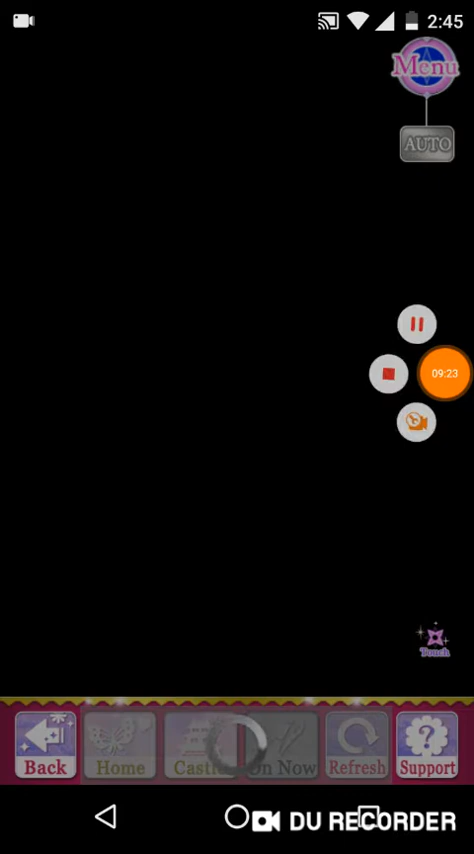 2:45
Menu
AUTO
09:23
Touch
Back
Home
On Now
Refresh
Support
DU RECORDER